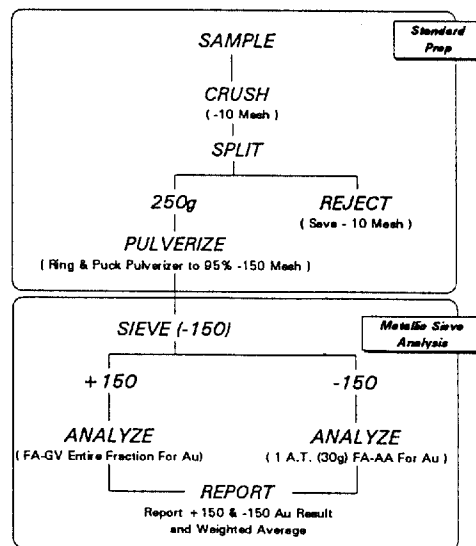 Standard
Prep
SAMPLE
CRUSH
( -10 Mesh )
SPLIT
250g
REJECT
( Save - 10 Mesh )
PULVERIZE
( Ring & Puck Pulverizer to 95% -150 Mesh )
SIEVE (-150)
Metallic Sieve
Analysis
+150
-150
ANALYZE
( FA-GV Entire Fraction For Au)
ANALYZE
( 1 A.T. (30g) FA-AA For Au )
REPORT
Report +150 & -150 Au Result
and Weighted Average